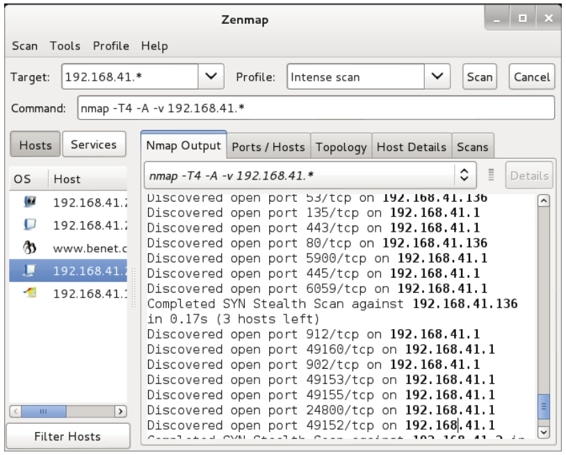 Zenmap
Scan Tools Profile Help
Target: 192.168.41.* Profile: Intense scan Scan Cancel
Command: nmap -T4 -A -v 192.168.41.*
Hosts Services
Nmap Output Ports / Hosts Topology Host Details Scans
OS Host
nmap -T4 -A -v 192.168.41.* Details
192.168.41.
192.168.41.
www.benet.c
192.168.41.
192.168.41.
Discovered open port 53/tcp on 192.168.41.136
Discovered open port 135/tcp on 192.168.41.1
Discovered open port 443/tcp on 192.168.41.1
Discovered open port 80/tcp on 192.168.41.136
Discovered open port 5900/tcp on 192.168.41.1
Discovered open port 445/tcp on 192.168.41.1
Discovered open port 6059/tcp on 192.168.41.1
Completed SYN Stealth Scan against 192.168.41.136
in 0.17s (3 hosts left)
Discovered open port 912/tcp on 192.168.41.1
Discovered open port 49160/tcp on 192.168.41.1
Discovered open port 902/tcp on 192.168.41.1
Discovered open port 49153/tcp on 192.168.41.1
Discovered open port 49155/tcp on 192.168.41.1
Discovered open port 24800/tcp on 192.168.41.1
Discovered open port 49152/tcp on 192.168.41.1
Completed SYN Stealth Scan against 192.168.41.2 in
Filter Hosts